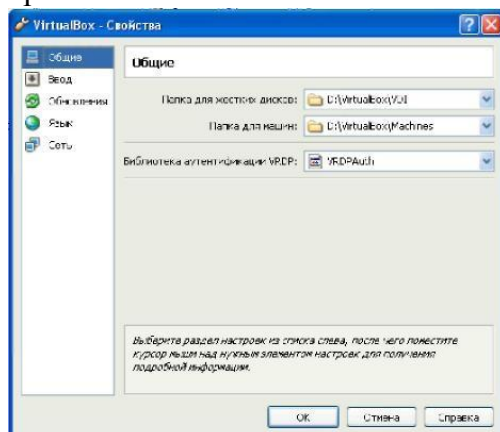 VirtualBox - Свойства
Общие
Ввод
Обновления
Язык
Сеть
Общие
Папка для жестких дисков: D:\VirtualBox\VDI
Папка для машин: D:\VirtualBox\Machines
Библиотека аутентификации VRDP: VRDPAuth
Выберите раздел настроек из списка слева, после чего поместите
курсор мыши над нужным элементом настроек для получения
подробной информации.
OK Отмена Справка